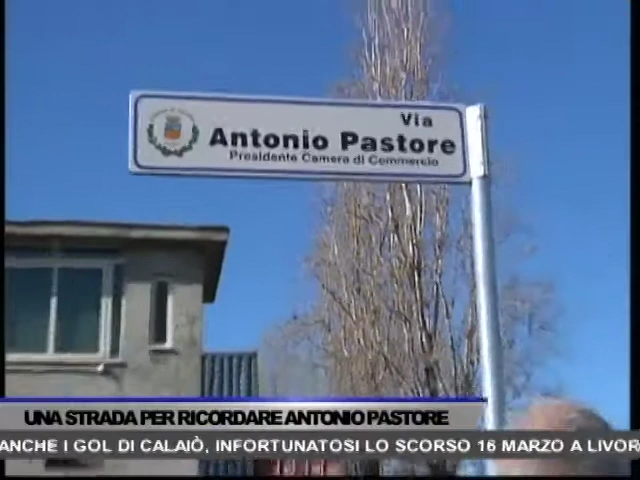 Via
Antonio Pastore
Presidente Camera di Commercio
UNA STRADA PER RICORDARE ANTONIO PASTORE
ANCHE I GOL DI CALAIÒ, INFORTUNATOSI LO SCORSO 16 MARZO A LIVOR